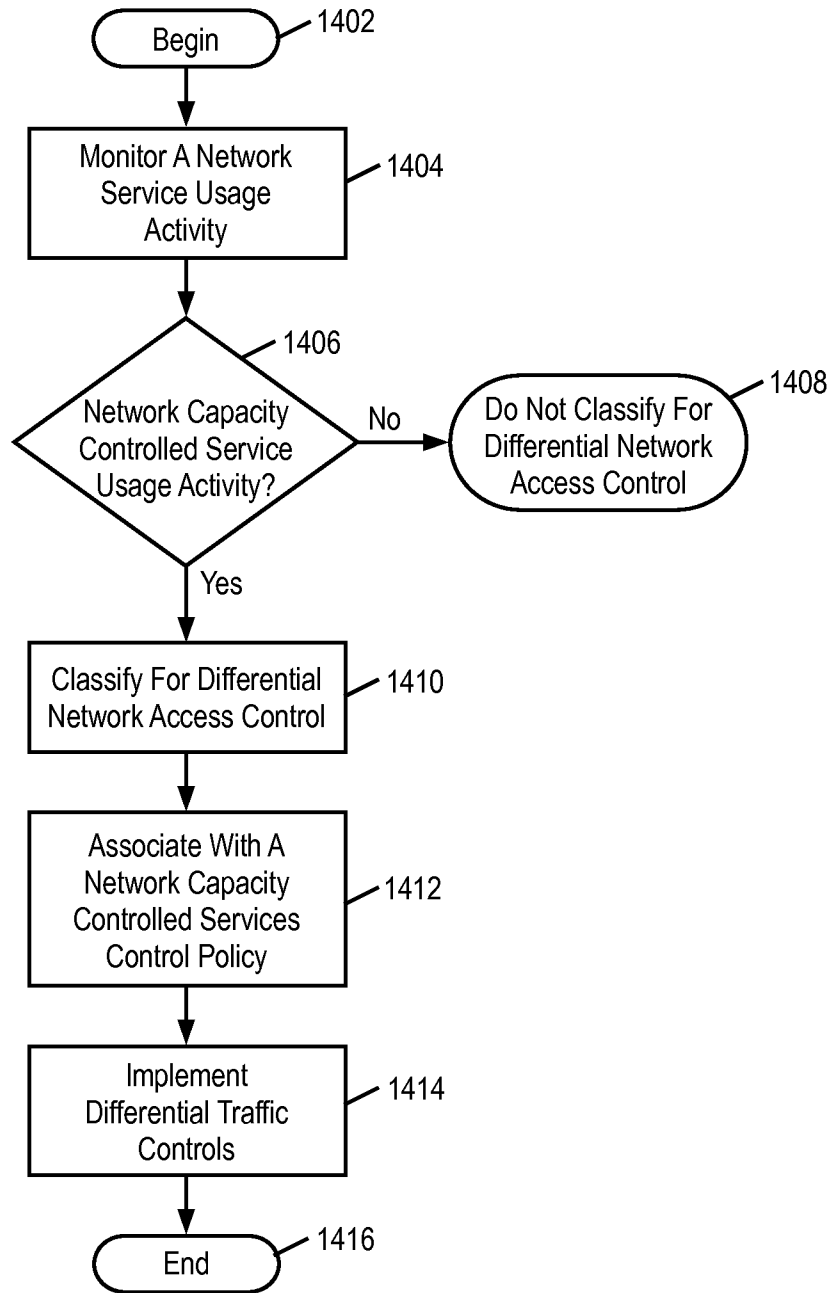 Begin
1402
Monitor A Network
Service Usage
Activity
1404
1406
Network Capacity
Controlled Service
Usage Activity?
No
Do Not Classify For
Differential Network
Access Control
1408
Yes
Classify For Differential
Network Access Control
1410
Associate With A
Network Capacity
Controlled Services
Control Policy
1412
Implement
Differential Traffic
Controls
1414
End
1416